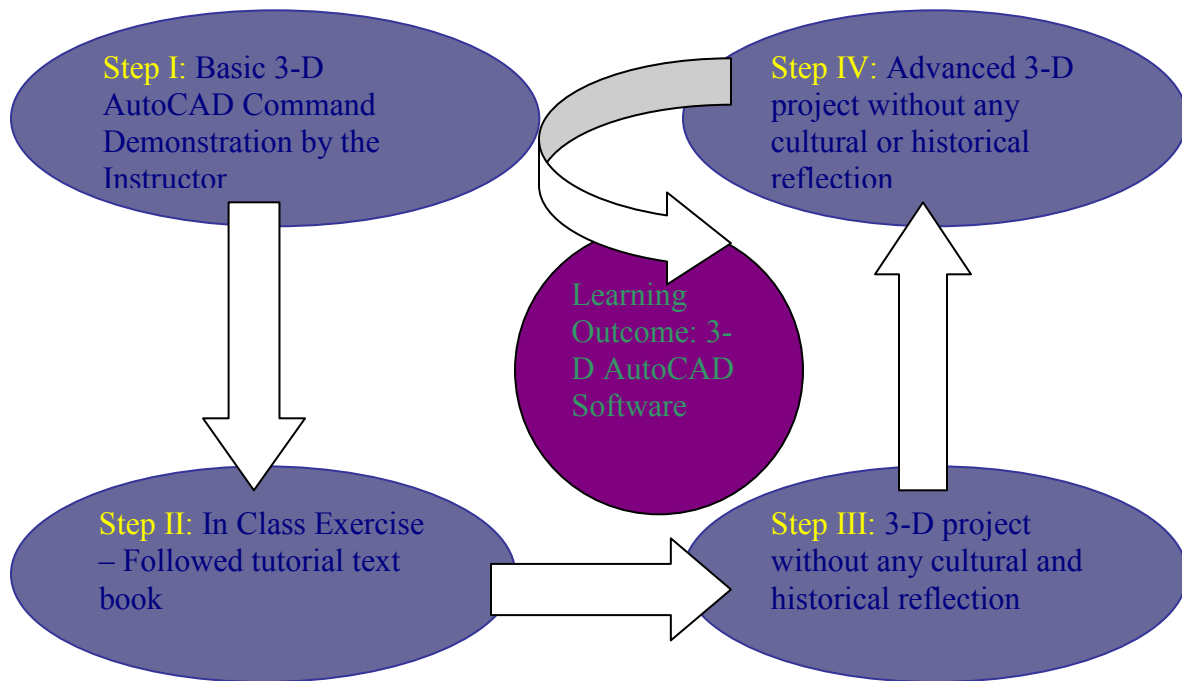 Step I: Basic 3-D
AutoCAD Command
Demonstration by the
Instructor
Step II: In Class Exercise
– Followed tutorial text
book
Step III: 3-D project
without any cultural and
historical reflection
Step IV: Advanced 3-D
project without any
cultural or historical
reflection
Learning
Outcome: 3-
D AutoCAD
Software